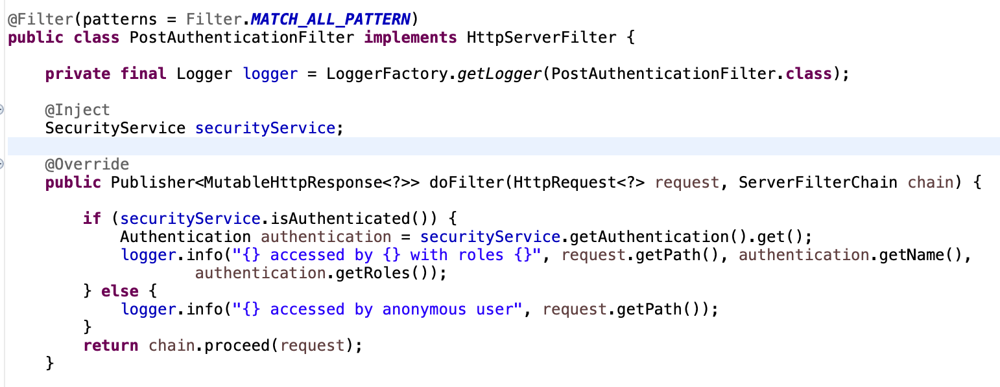 @Filter(patterns = Filter.MATCH_ALL_PATTERN)
public class PostAuthenticationFilter implements HttpServerFilter {
    private final Logger logger = LoggerFactory.getLogger(PostAuthenticationFilter.class);
    @Inject
    SecurityService securityService;
    @Override
    public Publisher<MutableHttpResponse<?>> doFilter(HttpRequest<?> request, ServerFilterChain chain) {
        if (securityService.isAuthenticated()) {
            Authentication authentication = securityService.getAuthentication().get();
            logger.info("{} accessed by {} with roles {}", request.getPath(), authentication.getName(),
                    authentication.getRoles());
        } else {
            logger.info("{} accessed by anonymous user", request.getPath());
        }
        return chain.proceed(request);
    }